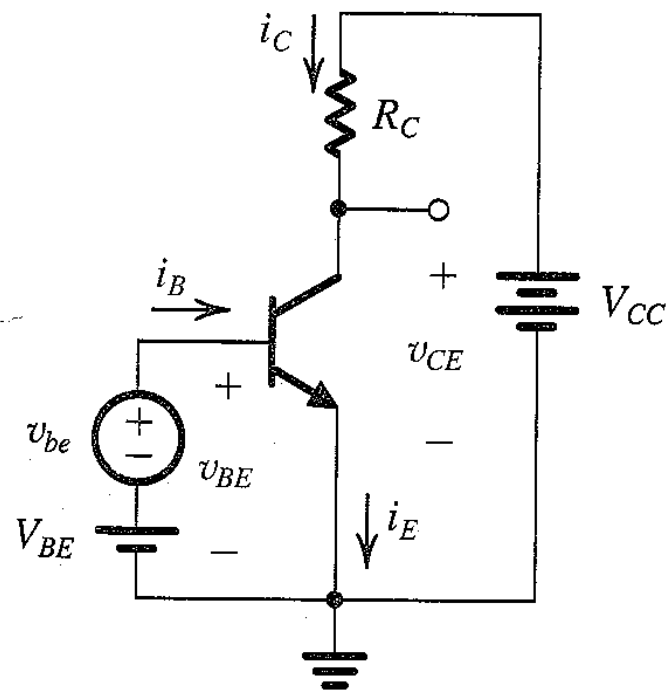 i_C
R_C
i_B
+
V_CC
v_CE
+
+
v_be
−
−
v_BE
i_E
V_BE
−